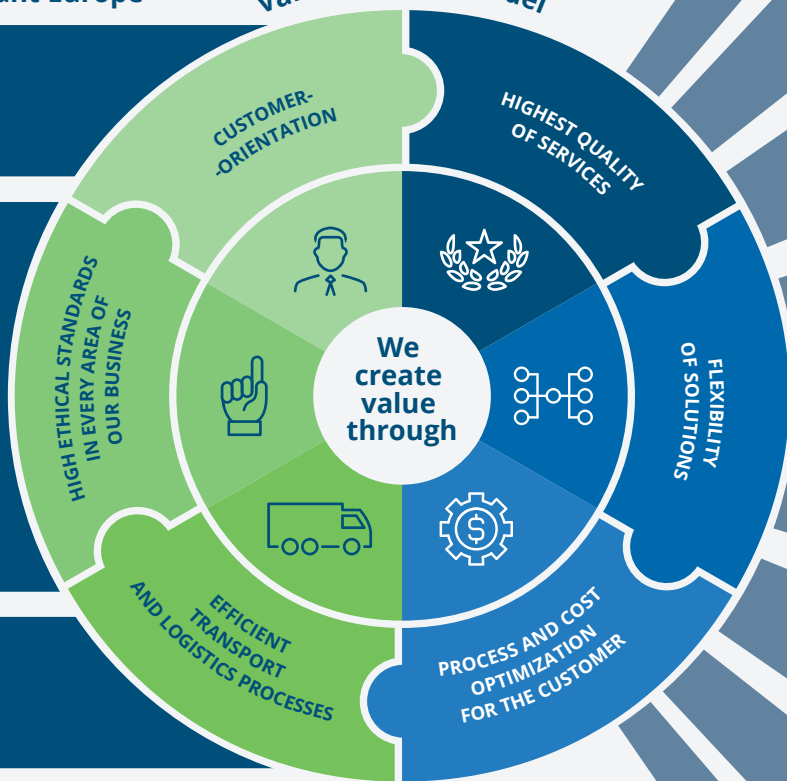 Europe
We
create
value
through
CUSTOMER-
-ORIENTATION
HIGHEST QUALITY
OF SERVICES
FLEXIBILITY
OF SOLUTIONS
PROCESS AND COST
OPTIMIZATION
FOR THE CUSTOMER
EFFICIENT
TRANSPORT
AND LOGISTICS PROCESSES
HIGH ETHICAL STANDARDS
IN EVERY AREA OF
OUR BUSINESS
$